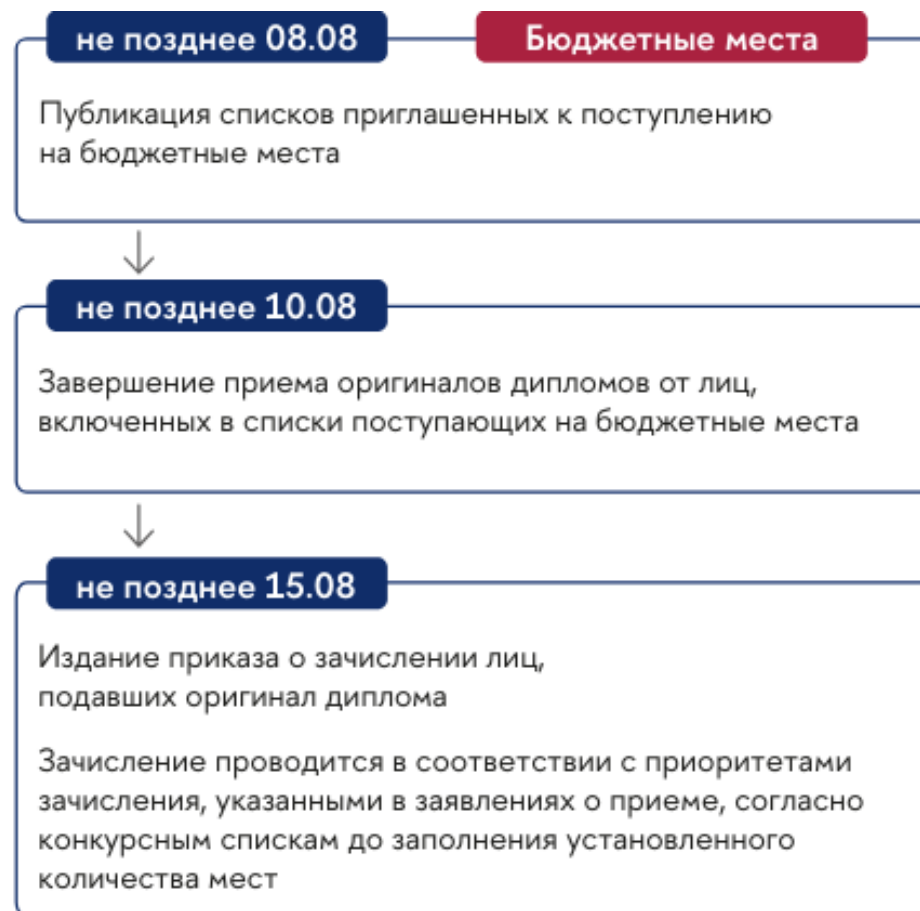 не позднее 08.08
Бюджетные места
Публикация списков приглашенных к поступлению
на бюджетные места
не позднее 10.08
Завершение приема оригиналов дипломов от лиц,
включенных в списки поступающих на бюджетные места
не позднее 15.08
Издание приказа о зачислении лиц,
подавших оригинал диплома
Зачисление проводится в соответствии с приоритетами
зачисления, указанными в заявлениях о приеме, согласно
конкурсным спискам до заполнения установленного
количества мест